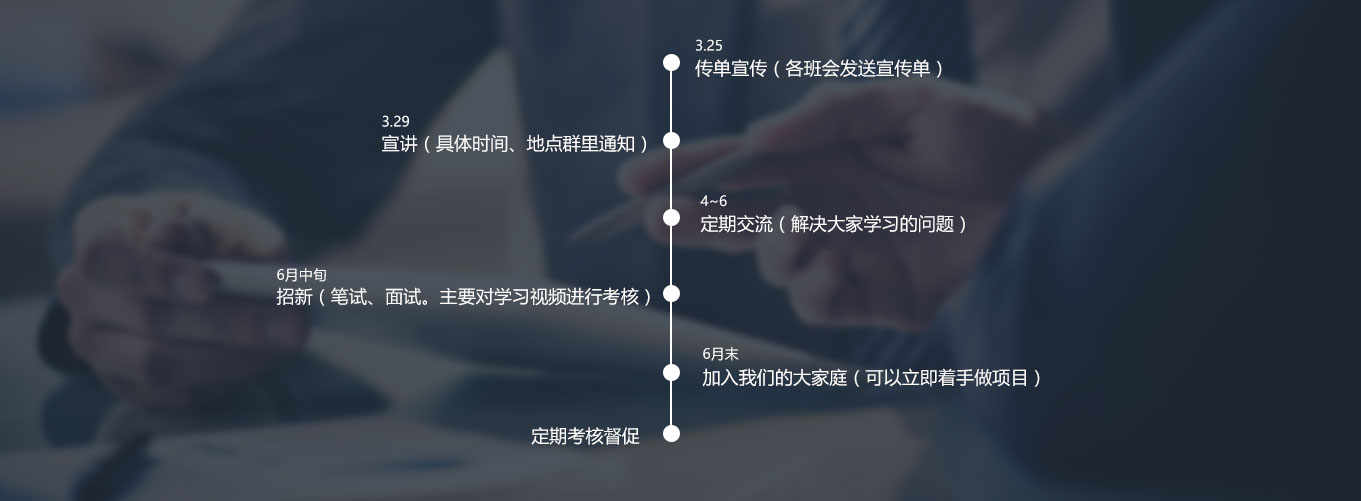 3.25
传单宣传（各班会发送宣传单）
3.29
宣讲（具体时间、地点群里通知）
4~6
定期交流（解决大家学习的问题）
6月中旬
招新（笔试、面试。主要对学习视频进行考核）
6月末
加入我们的大家庭（可以立即着手做项目）
定期考核督促